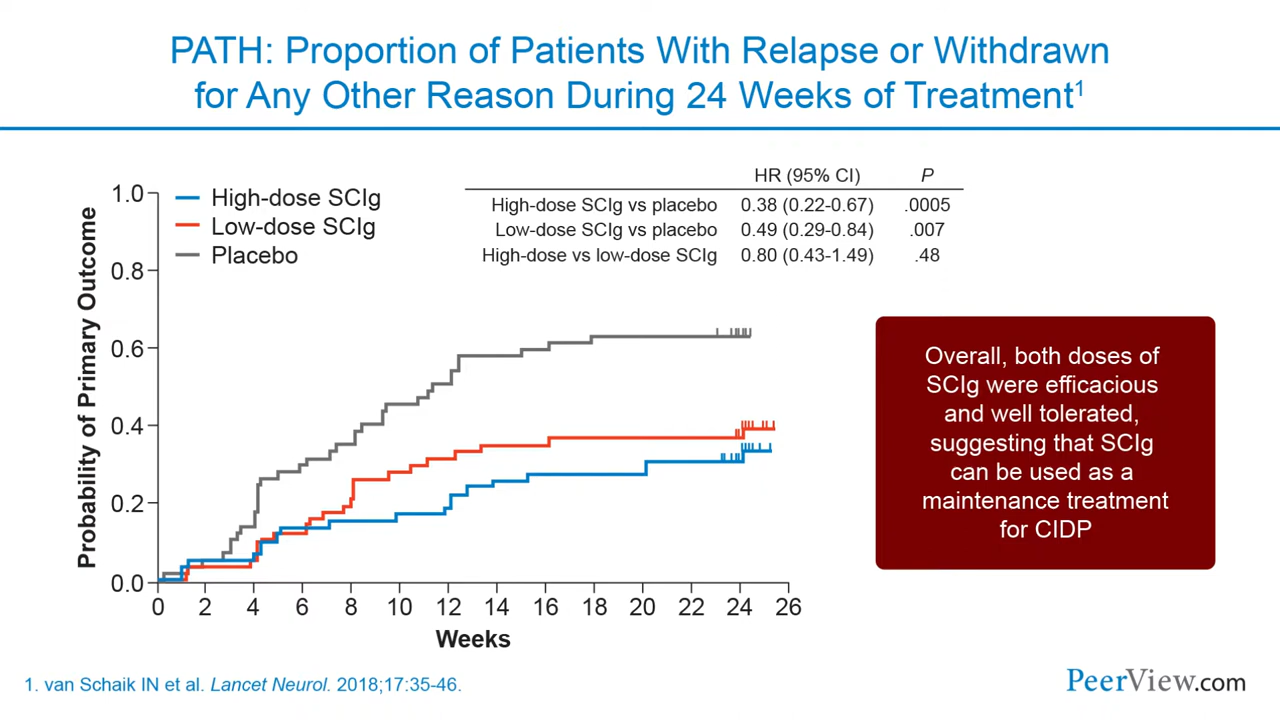 PATH: Proportion of Patients With Relapse or Withdrawn
for Any Other Reason During 24 Weeks of Treatment¹
High-dose SCIg
Low-dose SCIg
Placebo
HR (95% CI) P
High-dose SCIg vs placebo 0.38 (0.22-0.67) .0005
Low-dose SCIg vs placebo 0.49 (0.29-0.84) .007
High-dose vs low-dose SCIg 0.80 (0.43-1.49) .48
Probability of Primary Outcome
1.0
0.8
0.6
0.4
0.2
0.0
0 2 4 6 8 10 12 14 16 18 20 22 24 26
Weeks
Overall, both doses of
SCIg were efficacious
and well tolerated,
suggesting that SCIg
can be used as a
maintenance treatment
for CIDP
1. van Schaik IN et al. Lancet Neurol. 2018;17:35-46.
PeerView.com